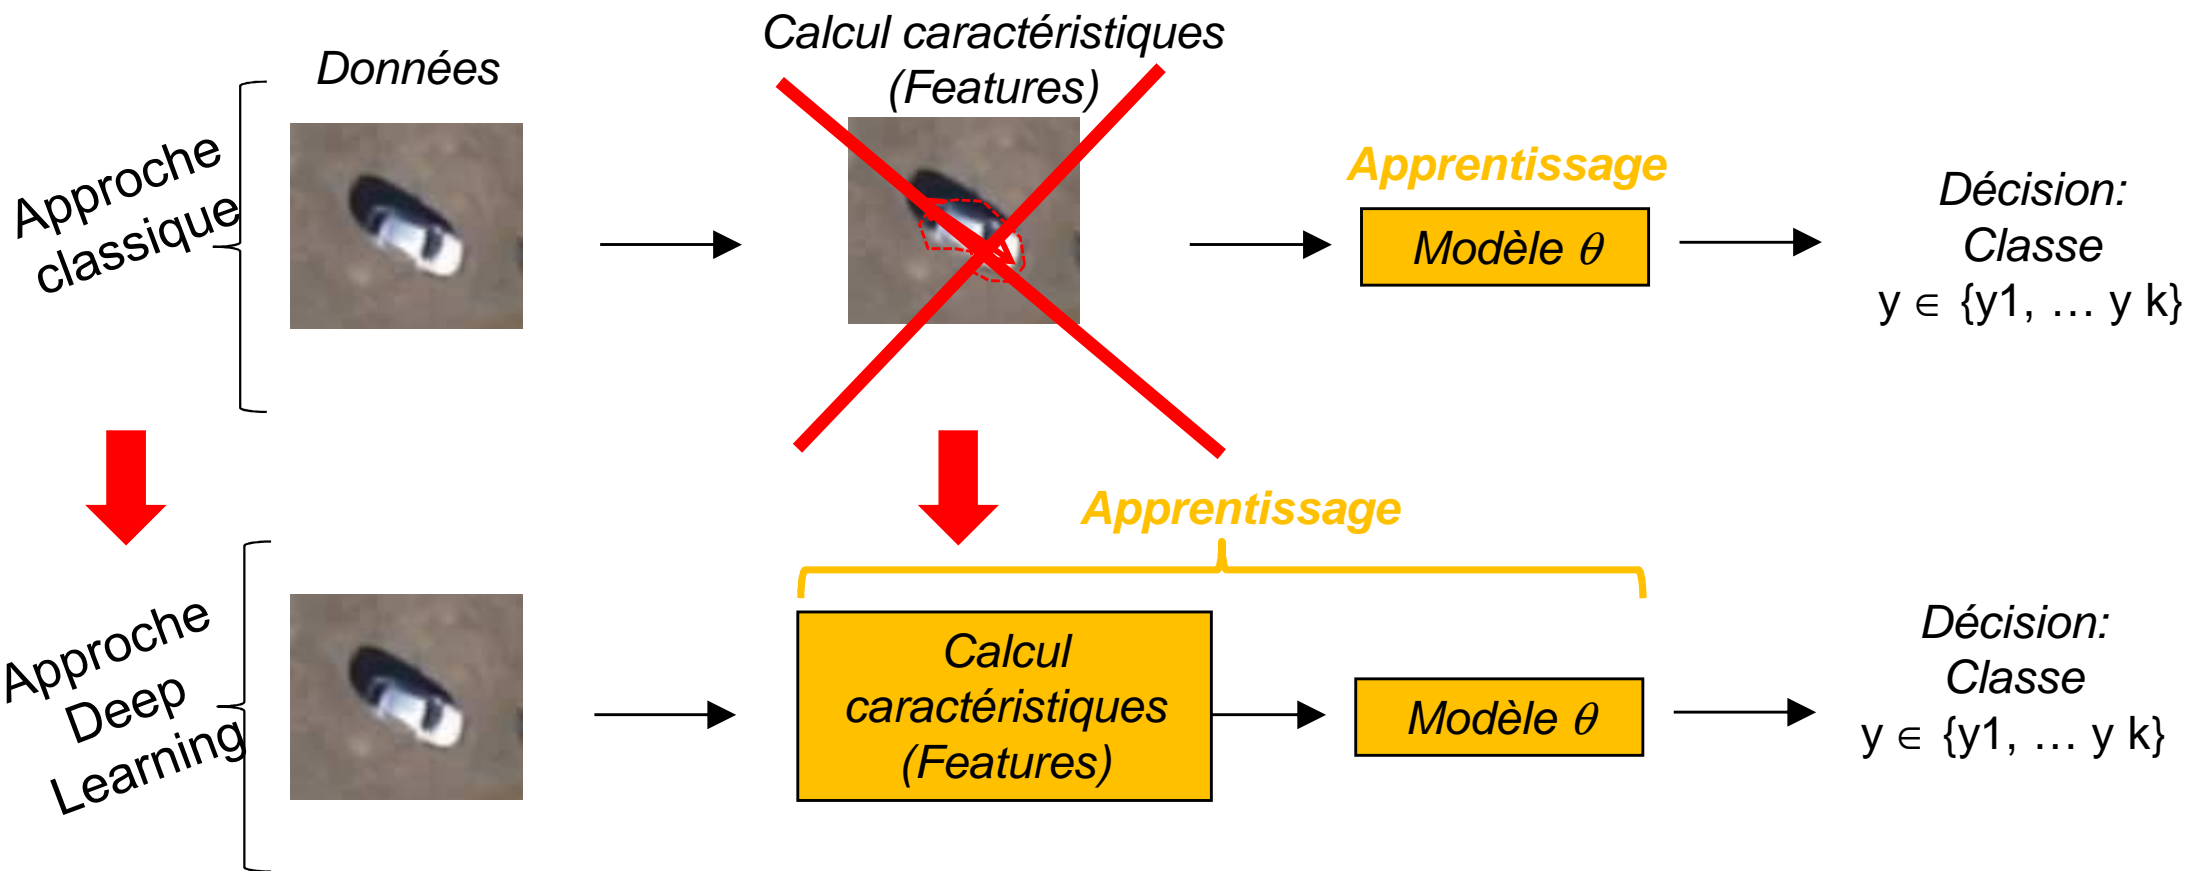 Approche
classique
Données
Calcul caractéristiques
(Features)
Apprentissage
Modèle θ
Décision:
Classe
y ∈ {y1, … y k}
Approche
Deep
Learning
Apprentissage
Calcul
caractéristiques
(Features)
Modèle θ
Décision:
Classe
y ∈ {y1, … y k}